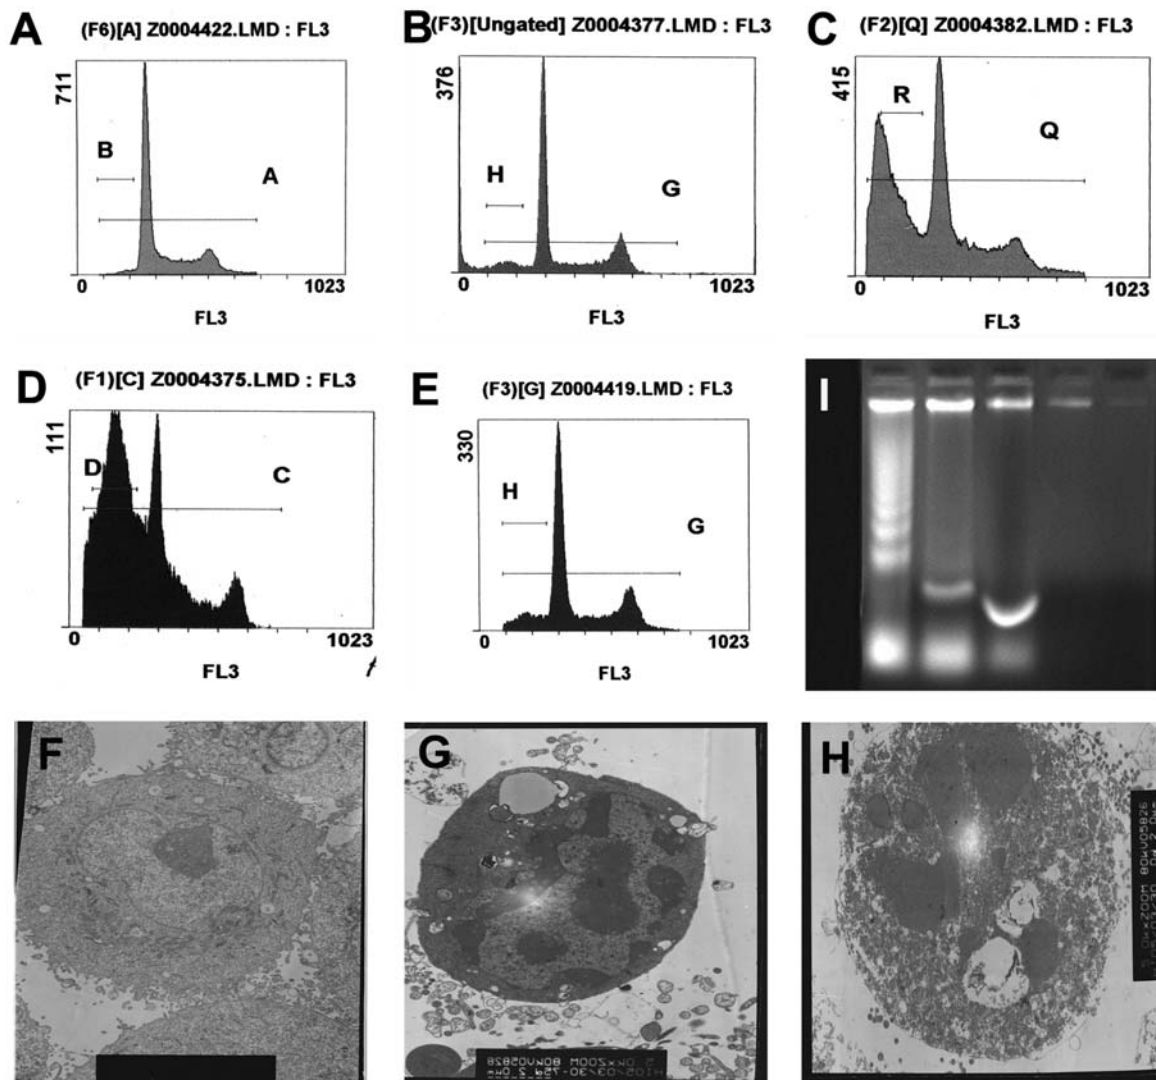 A
(F6)[A] Z0004422.LMD : FL3
711
B
A
0
1023
FL3
B
(F3)[Ungated] Z0004377.LMD : FL3
376
H
G
0
1023
FL3
C
(F2)[Q] Z0004382.LMD : FL3
415
R
Q
0
1023
FL3
D
(F1)[C] Z0004375.LMD : FL3
111
D
C
0
1023
FL3
E
(F3)[G] Z0004419.LMD : FL3
330
H
G
0
1023
FL3
I
F
G
H